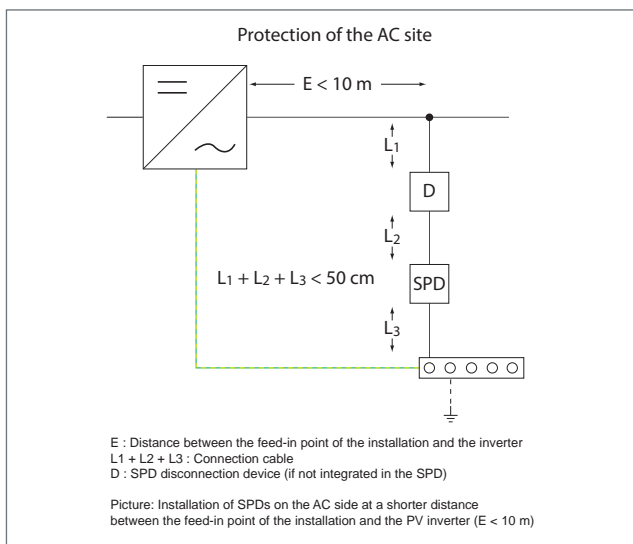 Protection of the AC site
E < 10 m
L1
D
L2
L1 + L2 + L3 < 50 cm
SPD
L3
E : Distance between the feed-in point of the installation and the inverter
L1 + L2 + L3 : Connection cable
D : SPD disconnection device (if not integrated in the SPD)
Picture: Installation of SPDs on the AC side at a shorter distance
between the feed-in point of the installation and the PV inverter (E < 10 m)